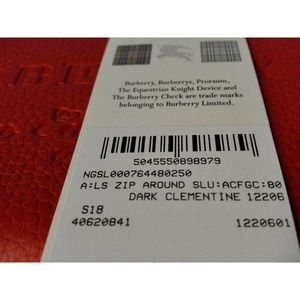 Burberry, Burberrys, Prorsum,
The Equestrian Knight Device and
The Burberry Check are trade marks
belonging to Burberry Limited.
5045550898979
NGSL000764480250
A:LS ZIP AROUND SLU:ACFGC:B0
DARK CLEMENTINE 12206
S18
40620841 1220601